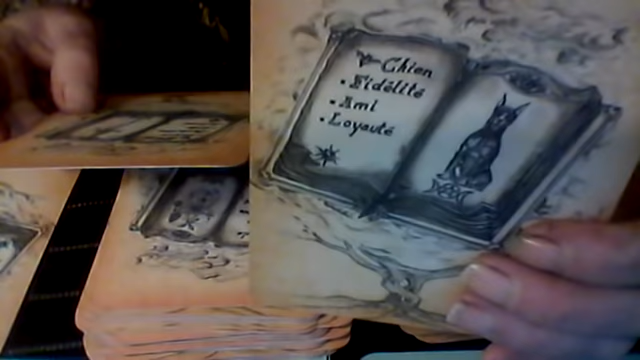 Chien
• Fidélité
• Ami
• Loyauté